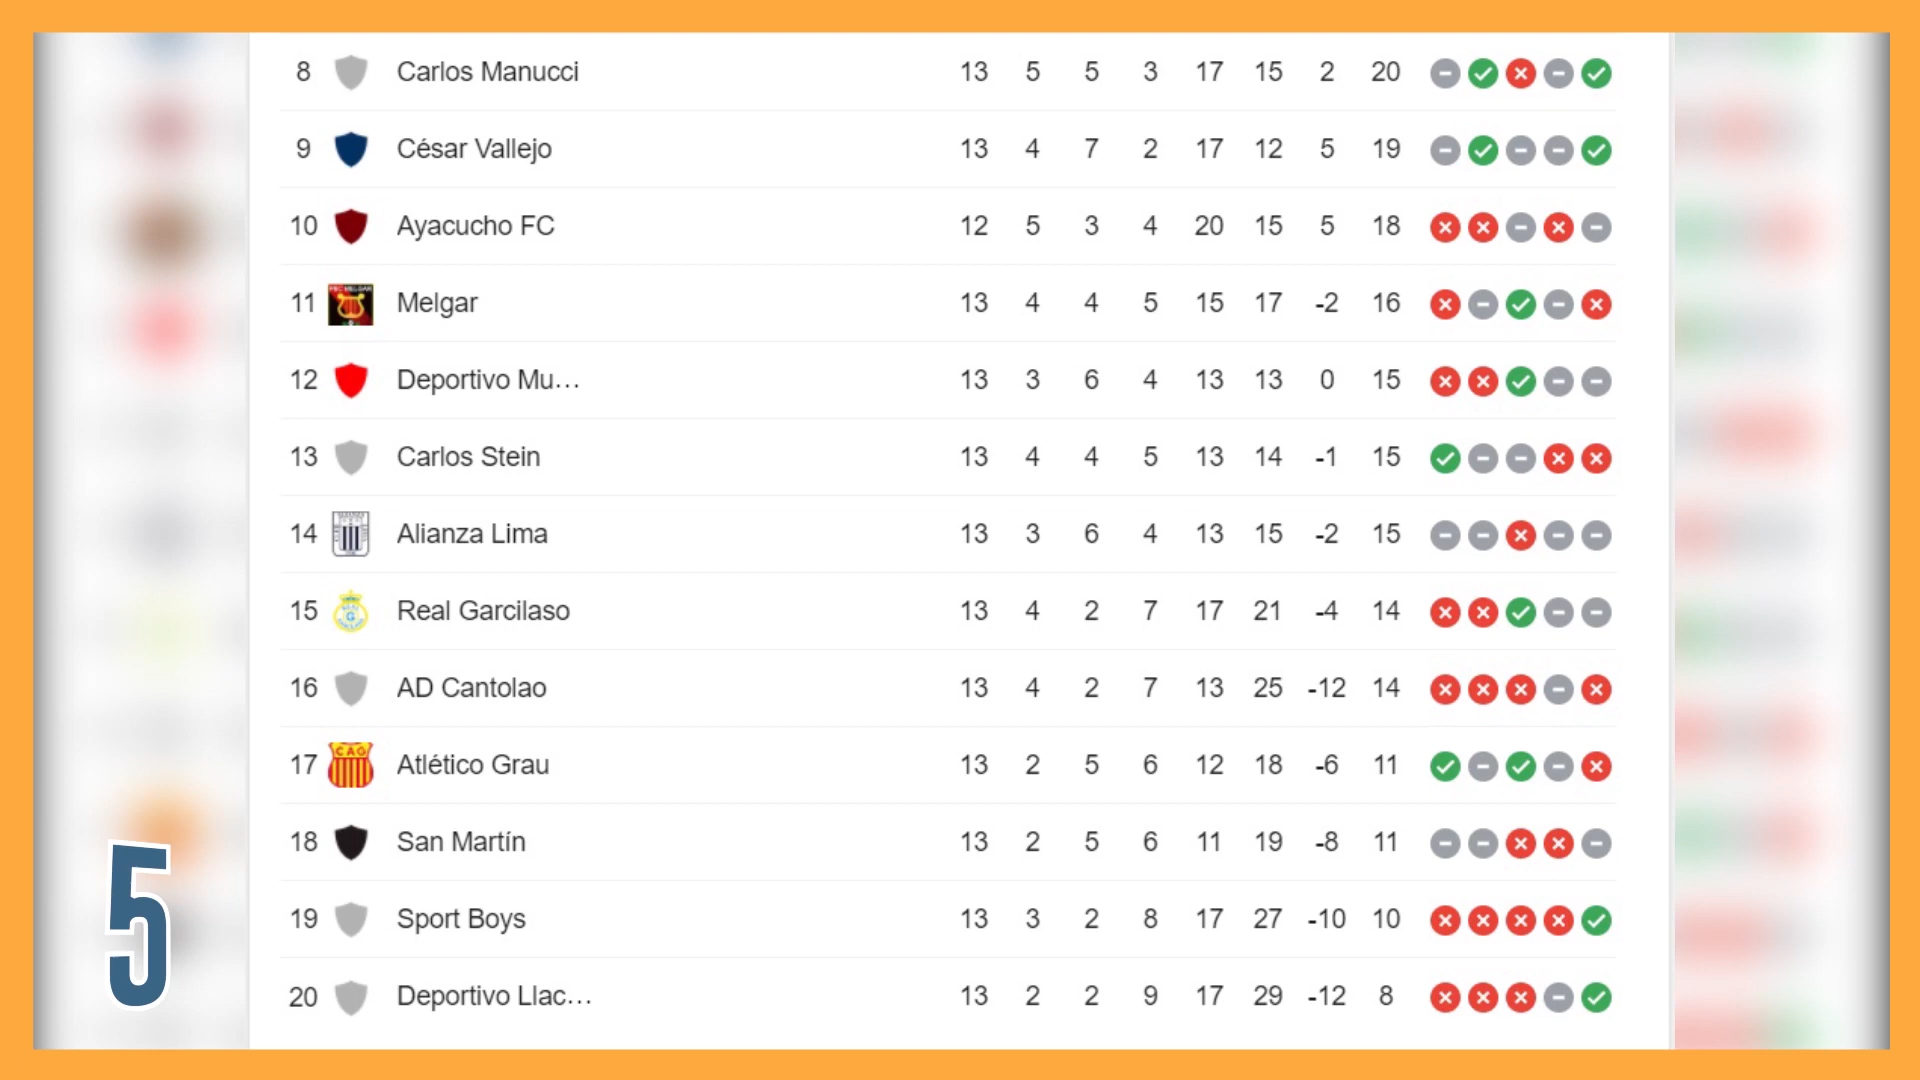 8 Carlos Manucci 13 5 5 3 17 15 2 20
9 César Vallejo 13 4 7 2 17 12 5 19
10 Ayacucho FC 12 5 3 4 20 15 5 18
11 Melgar 13 4 4 5 15 17 -2 16
12 Deportivo Mu... 13 3 6 4 13 13 0 15
13 Carlos Stein 13 4 4 5 13 14 -1 15
14 Alianza Lima 13 3 6 4 13 15 -2 15
15 Real Garcilaso 13 4 2 7 17 21 -4 14
16 AD Cantolao 13 4 2 7 13 25 -12 14
CAG
17 Atlético Grau 13 2 5 6 12 18 -6 11
18 San Martín 13 2 5 6 11 19 -8 11
19 Sport Boys 13 3 2 8 17 27 -10 10
20 Deportivo Llac... 13 2 2 9 17 29 -12 8
5